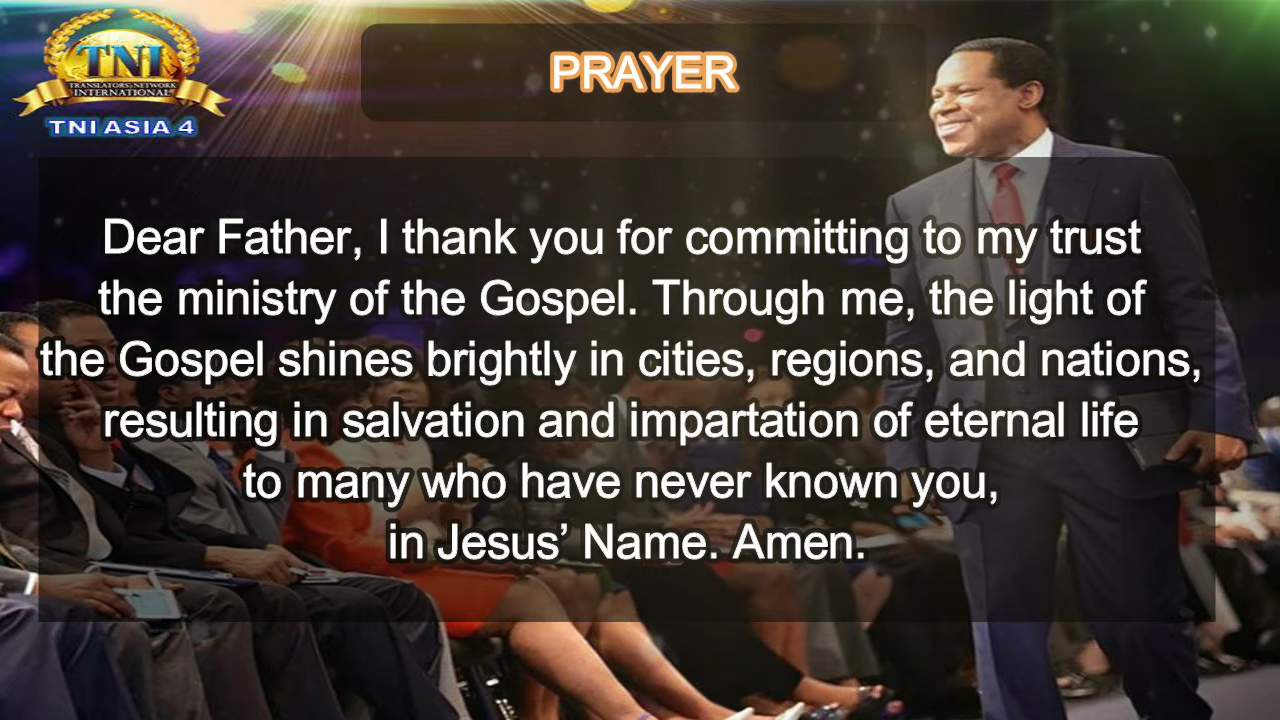 TNI
TRANSLATORS' NETWORK
INTERNATIONAL
TNI ASIA 4
PRAYER
Dear Father, I thank you for committing to my trust
the ministry of the Gospel. Through me, the light of
the Gospel shines brightly in cities, regions, and nations,
resulting in salvation and impartation of eternal life
to many who have never known you,
in Jesus’ Name. Amen.